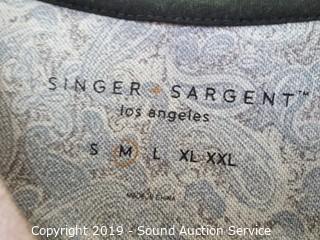 SINGER + SARGENT™
los angeles
S M L XL XXL
MADE IN CHINA
Copyright 2019 - Sound Auction Service